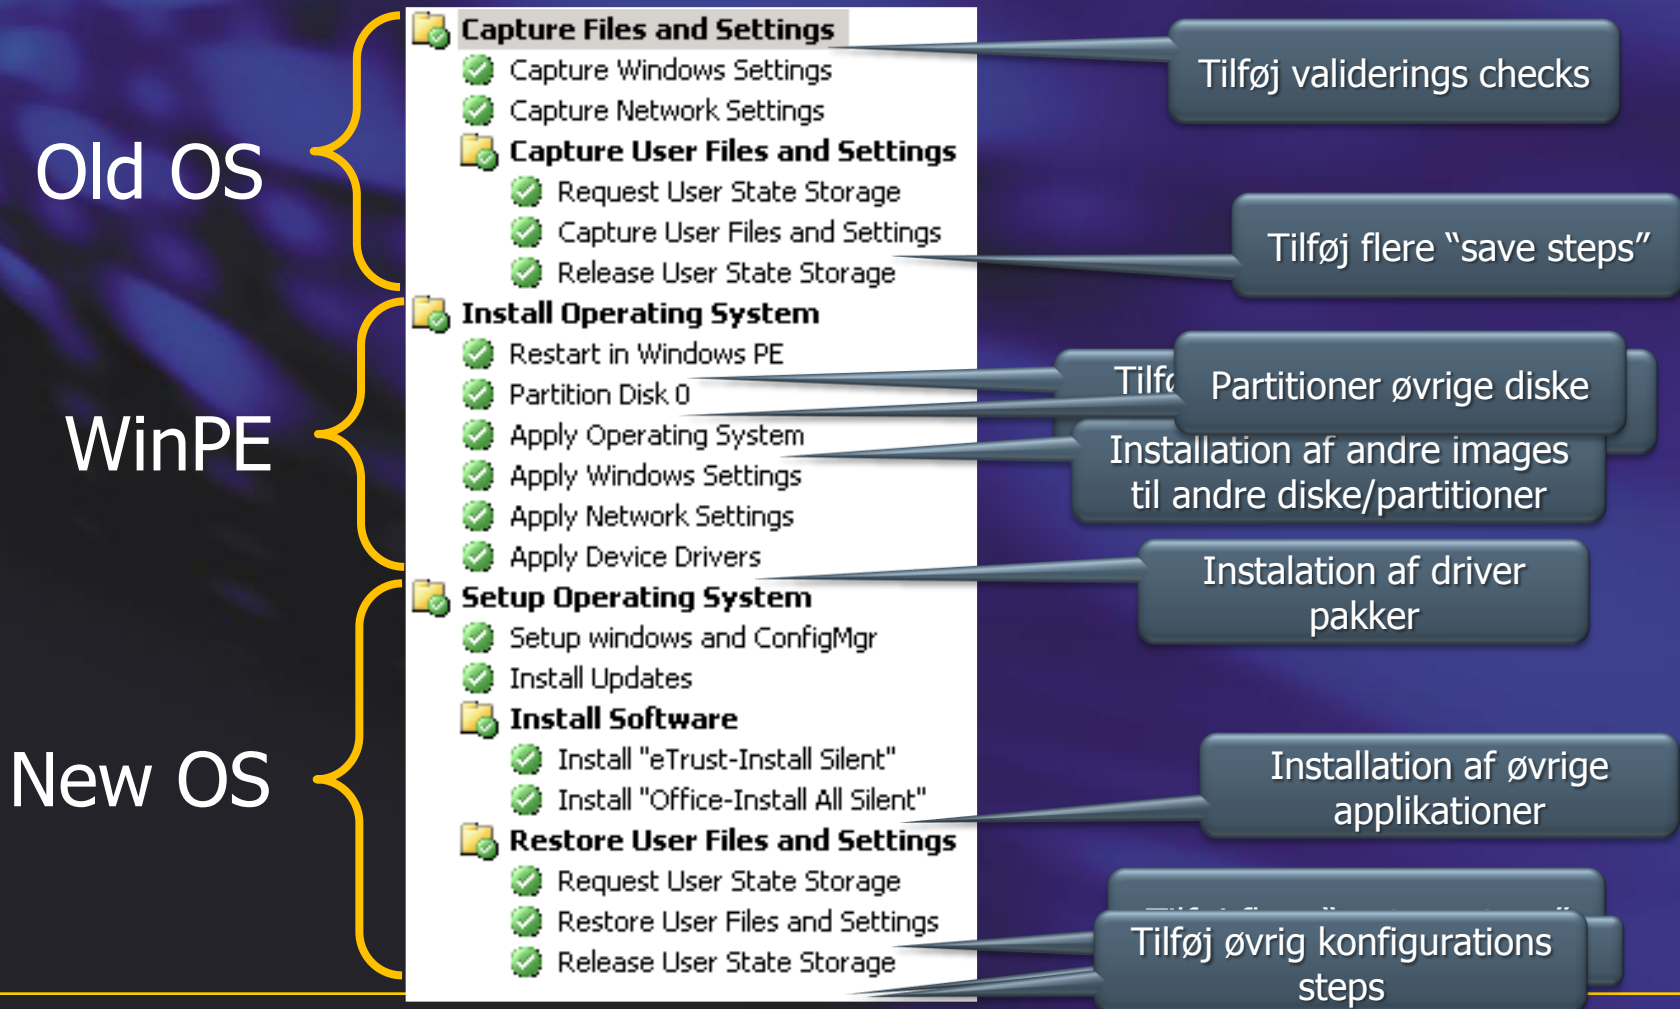 Old OS
WinPE
New OS
Capture Files and Settings
Capture Windows Settings
Capture Network Settings
Capture User Files and Settings
Request User State Storage
Capture User Files and Settings
Release User State Storage
Install Operating System
Restart in Windows PE
Partition Disk 0
Apply Operating System
Apply Windows Settings
Apply Network Settings
Apply Device Drivers
Setup Operating System
Setup windows and ConfigMgr
Install Updates
Install Software
Install "eTrust-Install Silent"
Install "Office-Install All Silent"
Restore User Files and Settings
Request User State Storage
Restore User Files and Settings
Release User State Storage
Tilføj validerings checks
Tilføj flere “save steps”
Partitioner øvrige diske
Installation af andre images
til andre diske/partitioner
Instalation af driver
pakker
Installation af øvrige
applikationer
Tilføj øvrig konfigurations
steps